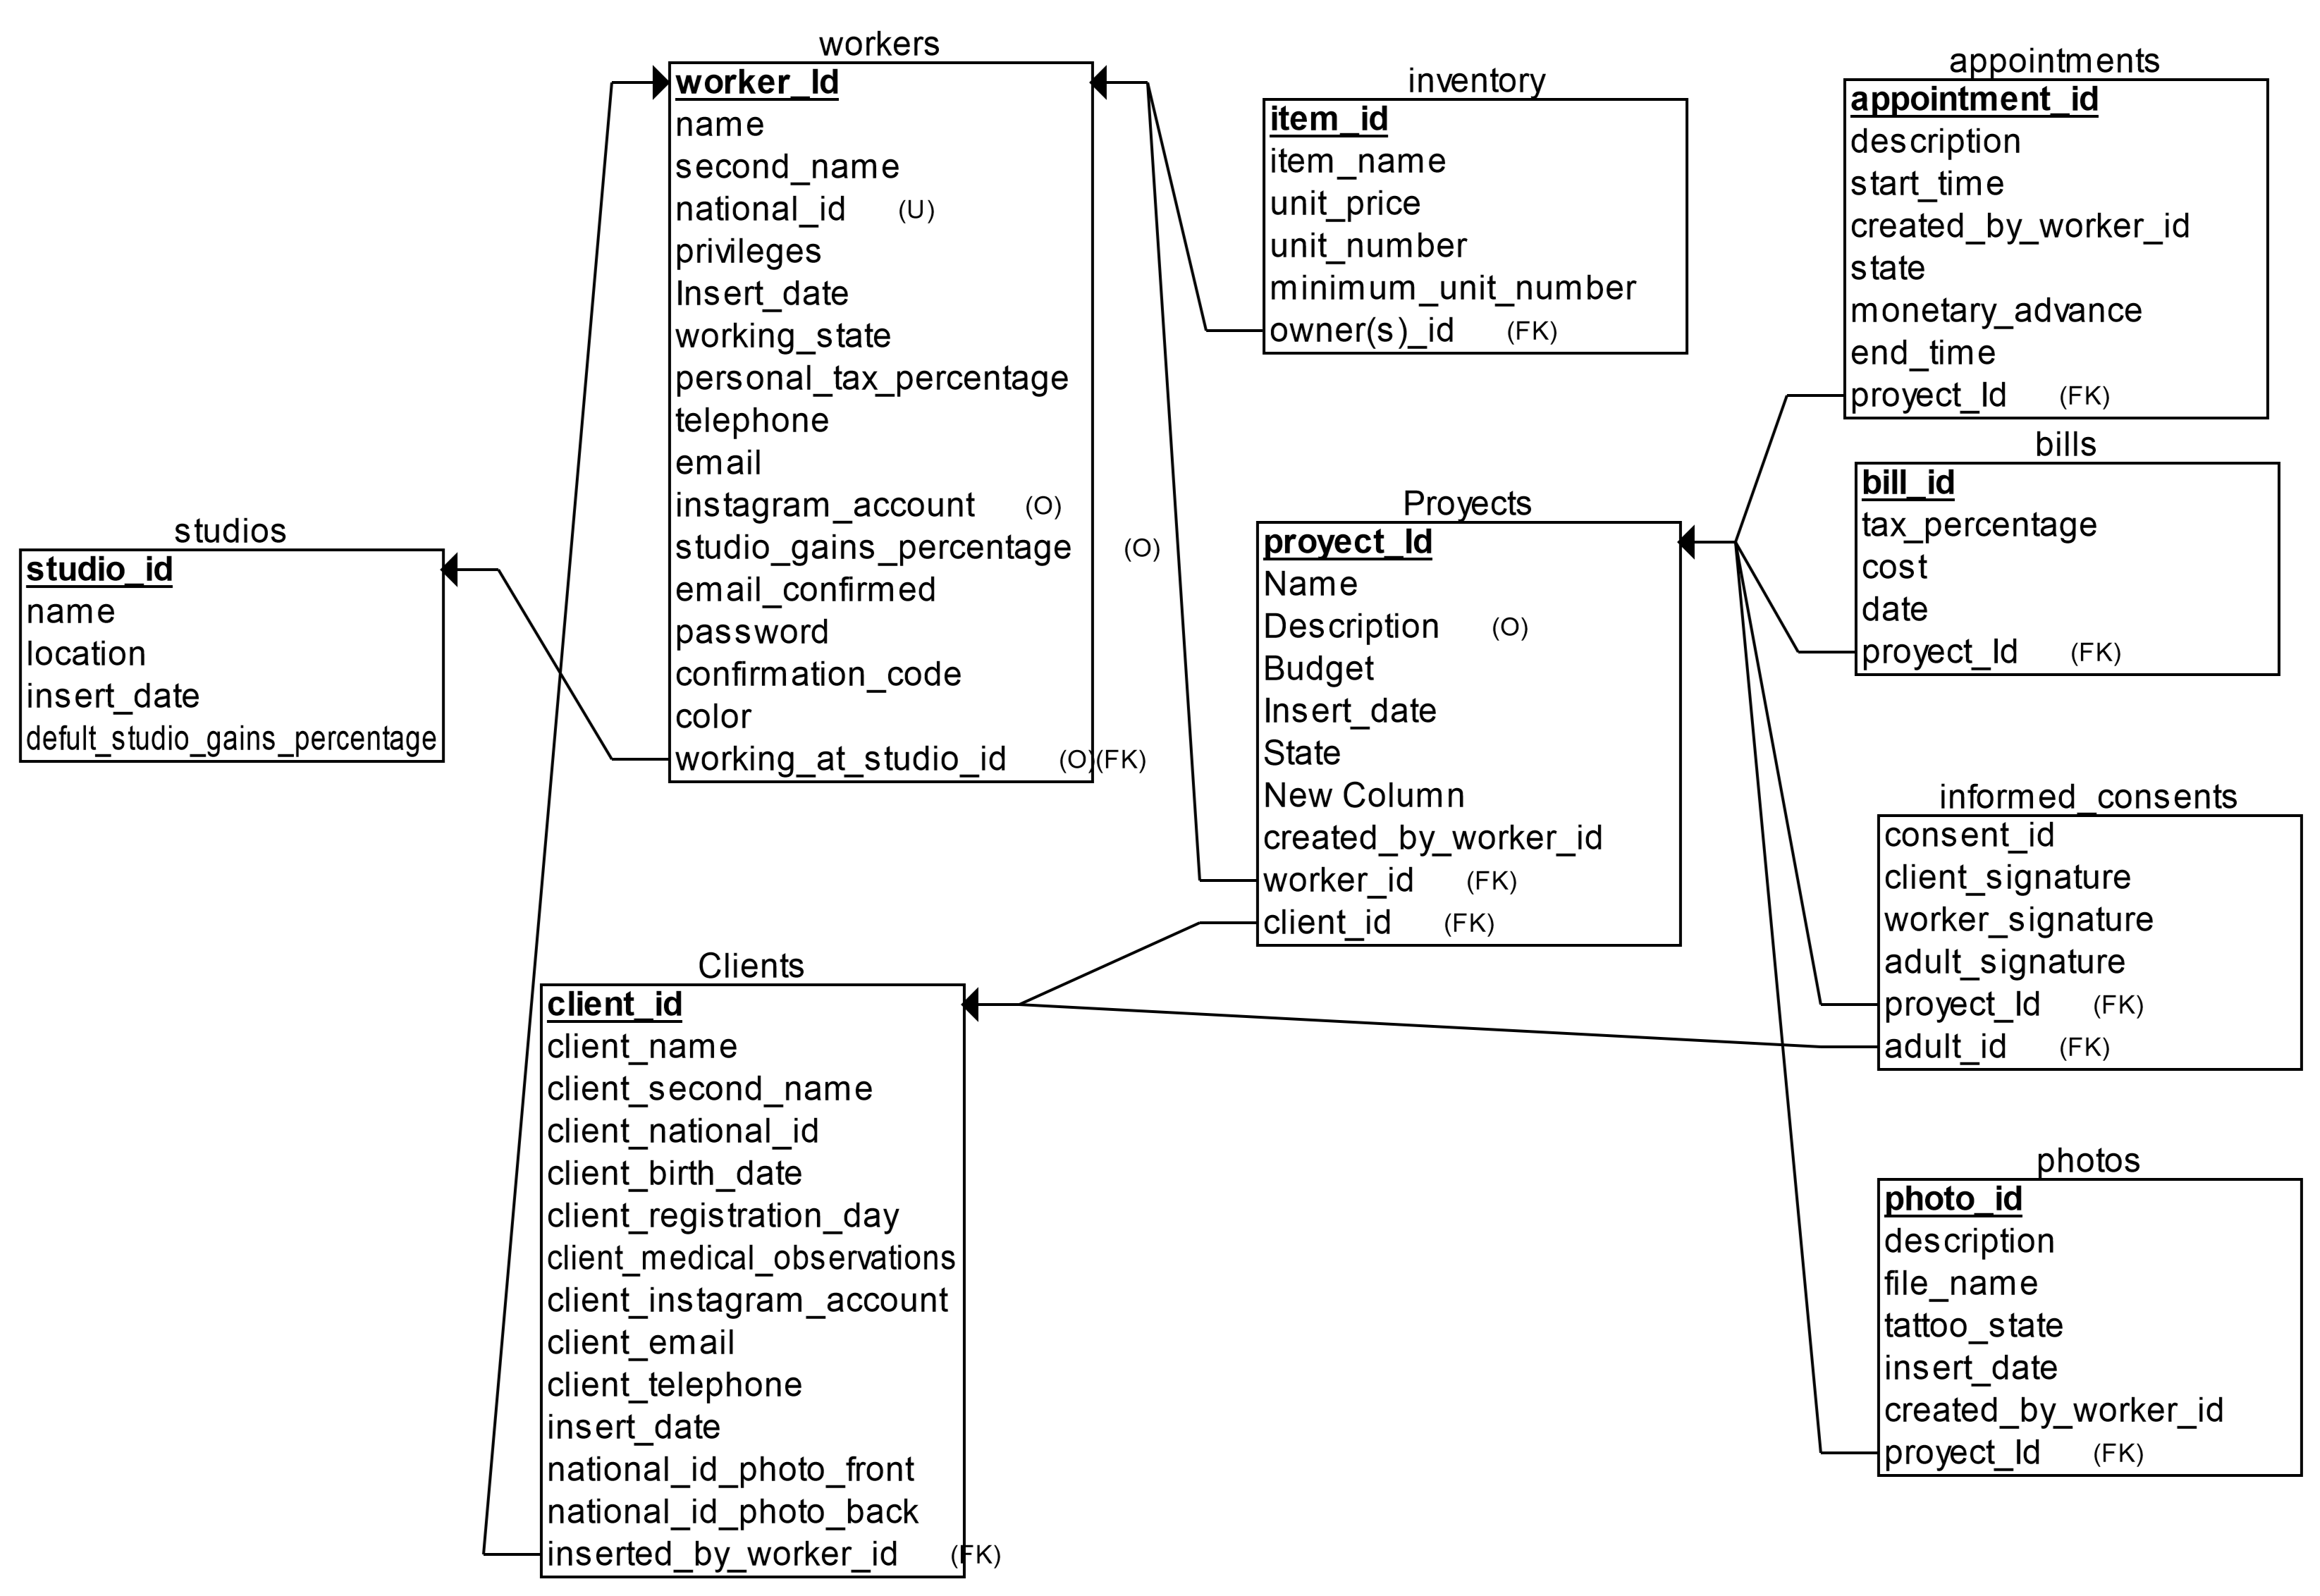 workers
worker_Id
name
second_name
national_id (U)
privileges
Insert_date
working_state
personal_tax_percentage
telephone
email
instagram_account (O)
studio_gains_percentage (O)
email_confirmed
password
confirmation_code
color
working_at_studio_id (O)(FK)
inventory
item_id
item_name
unit_price
unit_number
minimum_unit_number
owner(s)_id (FK)
appointments
appointment_id
description
start_time
created_by_worker_id
state
monetary_advance
end_time
proyect_Id (FK)
bills
bill_id
tax_percentage
cost
date
proyect_Id (FK)
studios
studio_id
name
location
insert_date
defult_studio_gains_percentage
Proyects
proyect_Id
Name
Description (O)
Budget
Insert_date
State
New Column
created_by_worker_id
worker_id (FK)
client_id (FK)
informed_consents
consent_id
client_signature
worker_signature
adult_signature
proyect_Id (FK)
adult_id (FK)
Clients
client_id
client_name
client_second_name
client_national_id
client_birth_date
client_registration_day
client_medical_observations
client_instagram_account
client_email
client_telephone
insert_date
national_id_photo_front
national_id_photo_back
inserted_by_worker_id (FK)
photos
photo_id
description
file_name
tattoo_state
insert_date
created_by_worker_id
proyect_Id (FK)